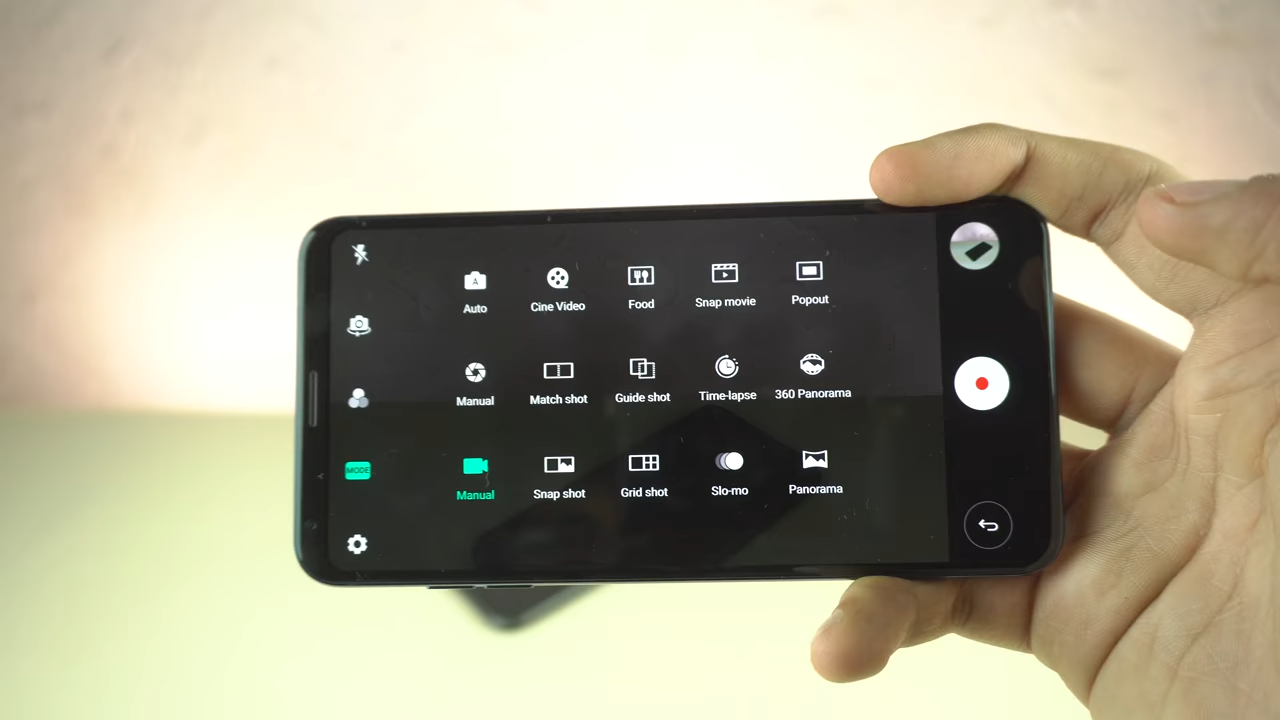 Auto
Cine Video
Food
Snap movie
Popout
Manual
Match shot
Guide shot
Time-lapse
360 Panorama
MODE
Manual
Snap shot
Grid shot
Slo-mo
Panorama